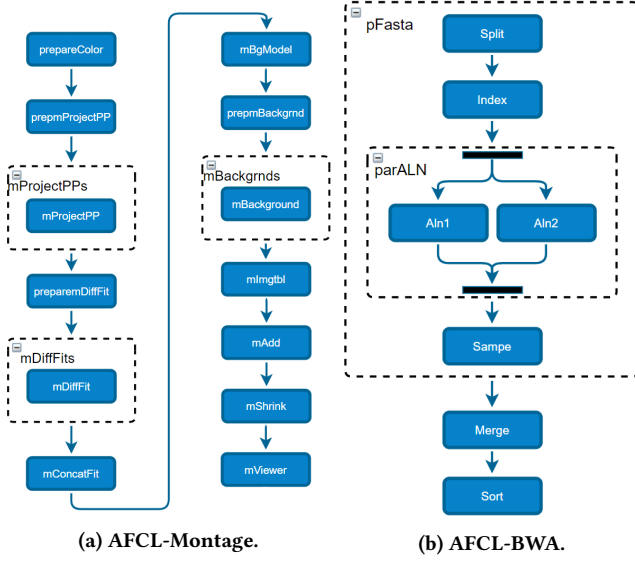 prepareColor
prepmProjectPP
mProjectPPs
mProjectPP
preparemDiffFit
mDiffFits
mDiffFit
mConcatFit
mBgModel
prepmBackgrnd
mBackgrnds
mBackground
mImgtbl
mAdd
mShrink
mViewer
(a) AFCL-Montage.
pFasta
Split
Index
parALN
Aln1
Aln2
Sampe
Merge
Sort
(b) AFCL-BWA.